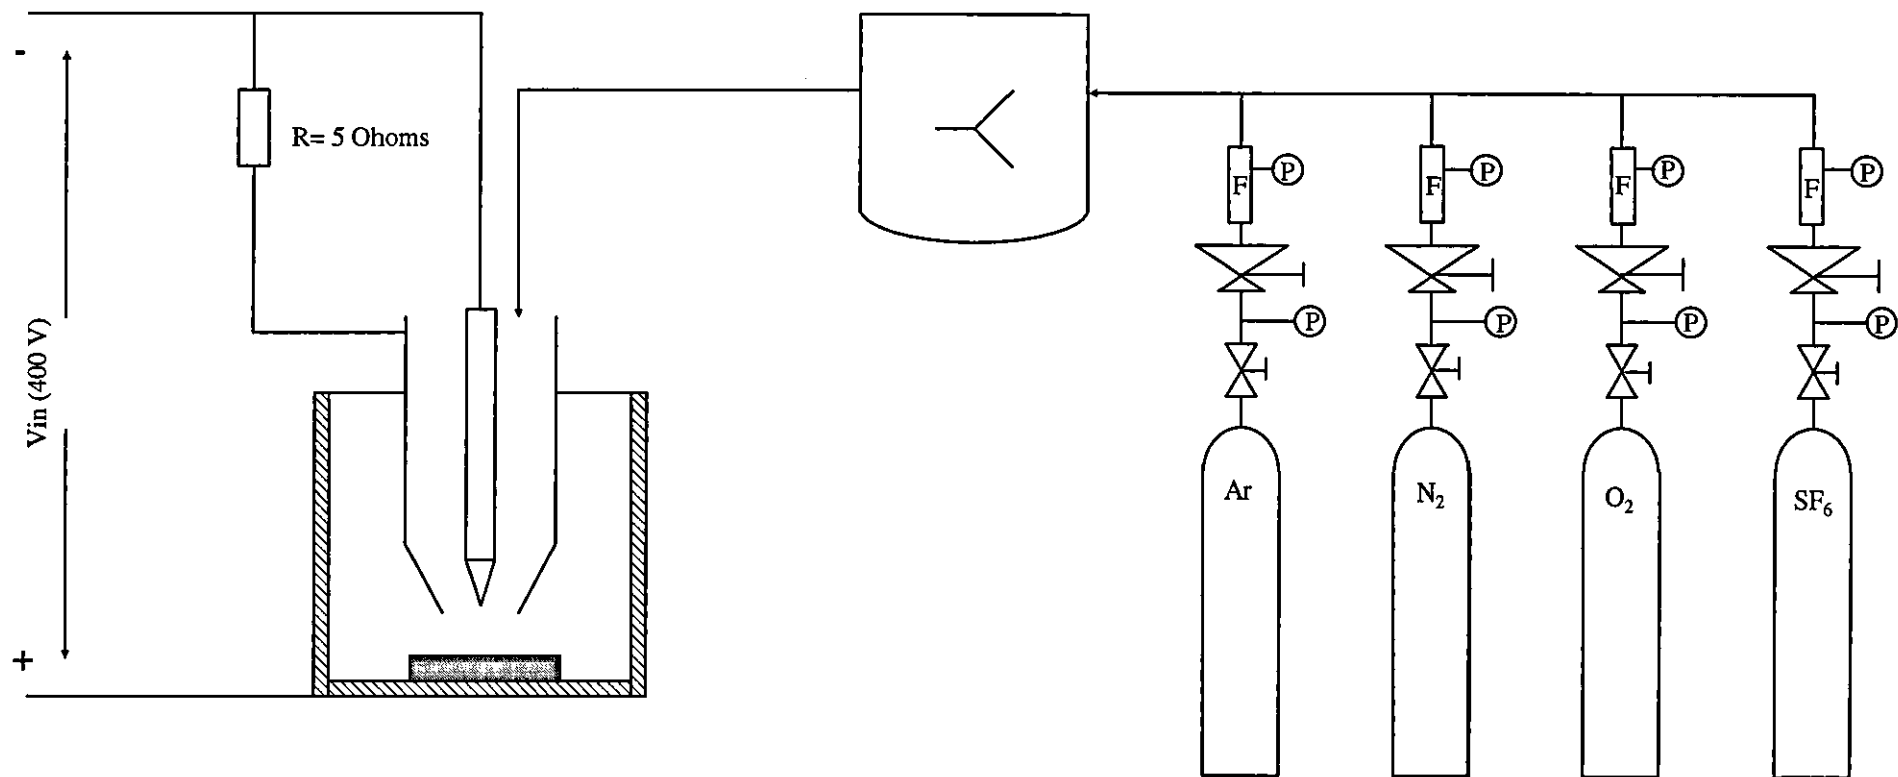 -
R= 5 Ohoms
Vin (400 V)
+
F P
F P
F P
F P
P
P
P
P
Ar
N₂
O₂
SF₆